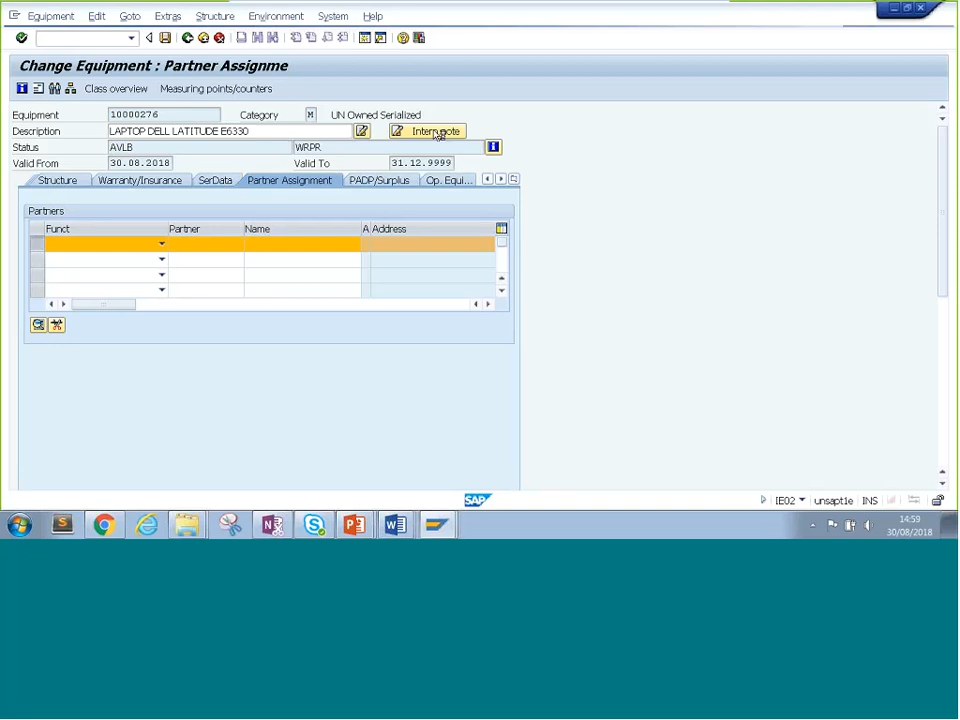 Equipment Edit Goto Extras Structure Environment System Help
Change Equipment : Partner Assignme
Class overview Measuring points/counters
Equipment 10000276 Category M UN Owned Serialized
Description LAPTOP DELL LATITUDE E6330 Intern note
Status AVLB WRPR
Valid From 30.08.2018 Valid To 31.12.9999
Structure Warranty/Insurance SerData Partner Assignment PADP/Surplus Op. Equi...
Partners
Funct Partner Name A Address
SAP IE02 unsapt1e INS
14:59
30/08/2018